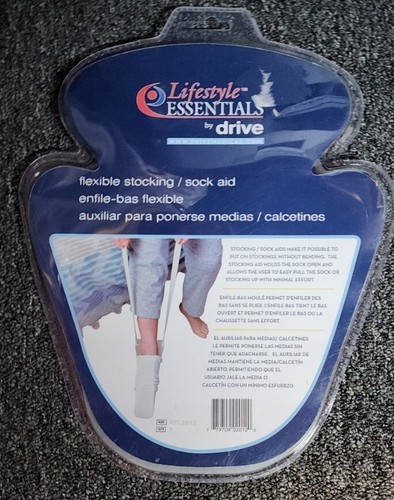 Lifestyle™
ESSENTIALS
by drive
flexible stocking / sock aid
enfile-bas flexible
auxiliar para ponerse medias / calcetines
STOCKING / SOCK AIDS MAKE IT POSSIBLE TO
PUT ON STOCKINGS WITHOUT BENDING. THE
STOCKING AID HOLDS THE SOCK OPEN AND
ALLOWS THE USER TO EASY PULL THE SOCK OR
STOCKING UP WITH MINIMAL EFFORT.
ENFILE-BAS MOULÉ PERMET D'ENFILER DES
BAS SANS SE PLIER. L'ENFILE-BAS TIENT LE BAS
OUVERT ET PERMET D'ENFILER LE BAS OU LA
CHAUSSETTE SANS EFFORT.
EL AUXILIAR PARA MEDIAS/ CALCETINES
LE PERMITE PONERSE LAS MEDIAS SIN
TENER QUE AGACHARSE. EL AUXILIAR DE
MEDIAS MANTIENE LA MEDIA/CALCETÍN
ABIERTO, PERMITIENDO QUE EL
USUARIO JALE LA MEDIA O
CALCETÍN CON UN MÍNIMO ESFUERZO.